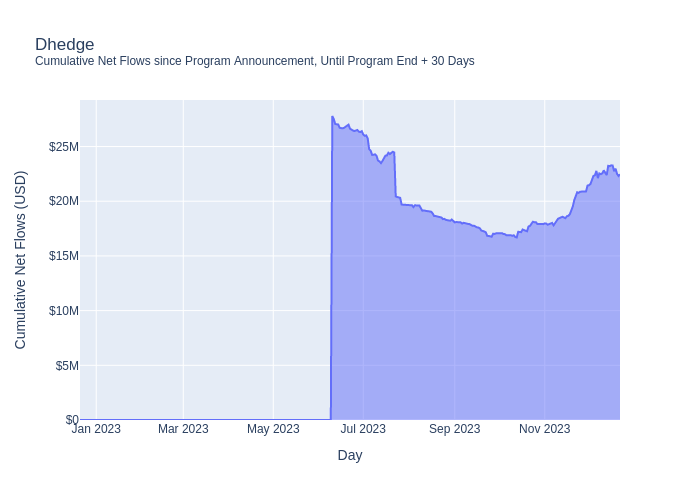 Dhedge
Cumulative Net Flows since Program Announcement, Until Program End + 30 Days
Cumulative Net Flows (USD)
$25M
$20M
$15M
$10M
$5M
$0
Jan 2023 Mar 2023 May 2023 Jul 2023 Sep 2023 Nov 2023
Day